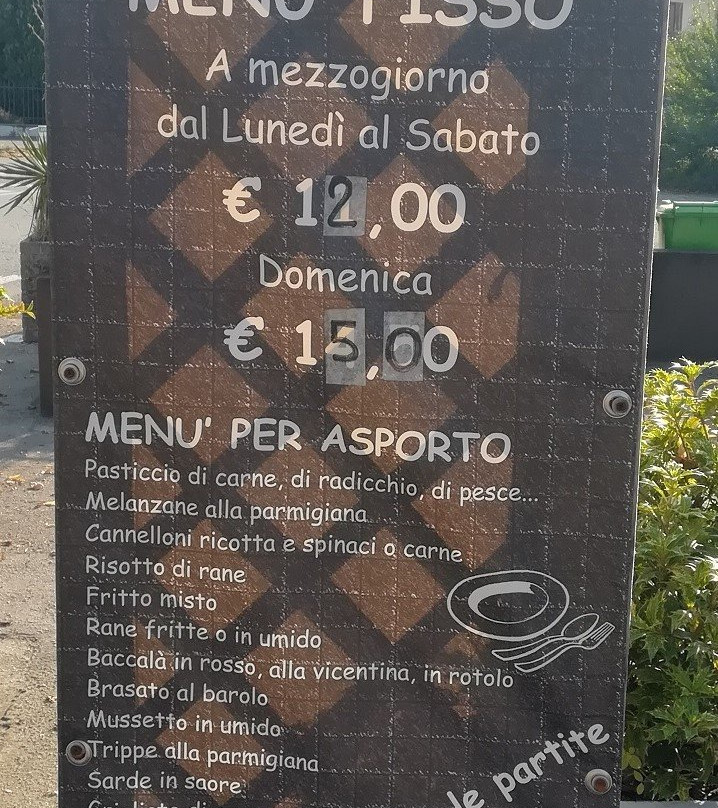 MENU' FISSO
A mezzogiorno
dal Lunedì al Sabato
€ 12,00
Domenica
€ 15,00
MENU' PER ASPORTO
Pasticcio di carne, di radicchio, di pesce...
Melanzane alla parmigiana
Cannelloni ricotta e spinaci o carne
Risotto di rane
Fritto misto
Rane fritte o in umido
Baccalà in rosso, alla vicentina, in rotolo
Brasato al barolo
Mussetto in umido
Trippe alla parmigiana
Sarde in saore
le partite